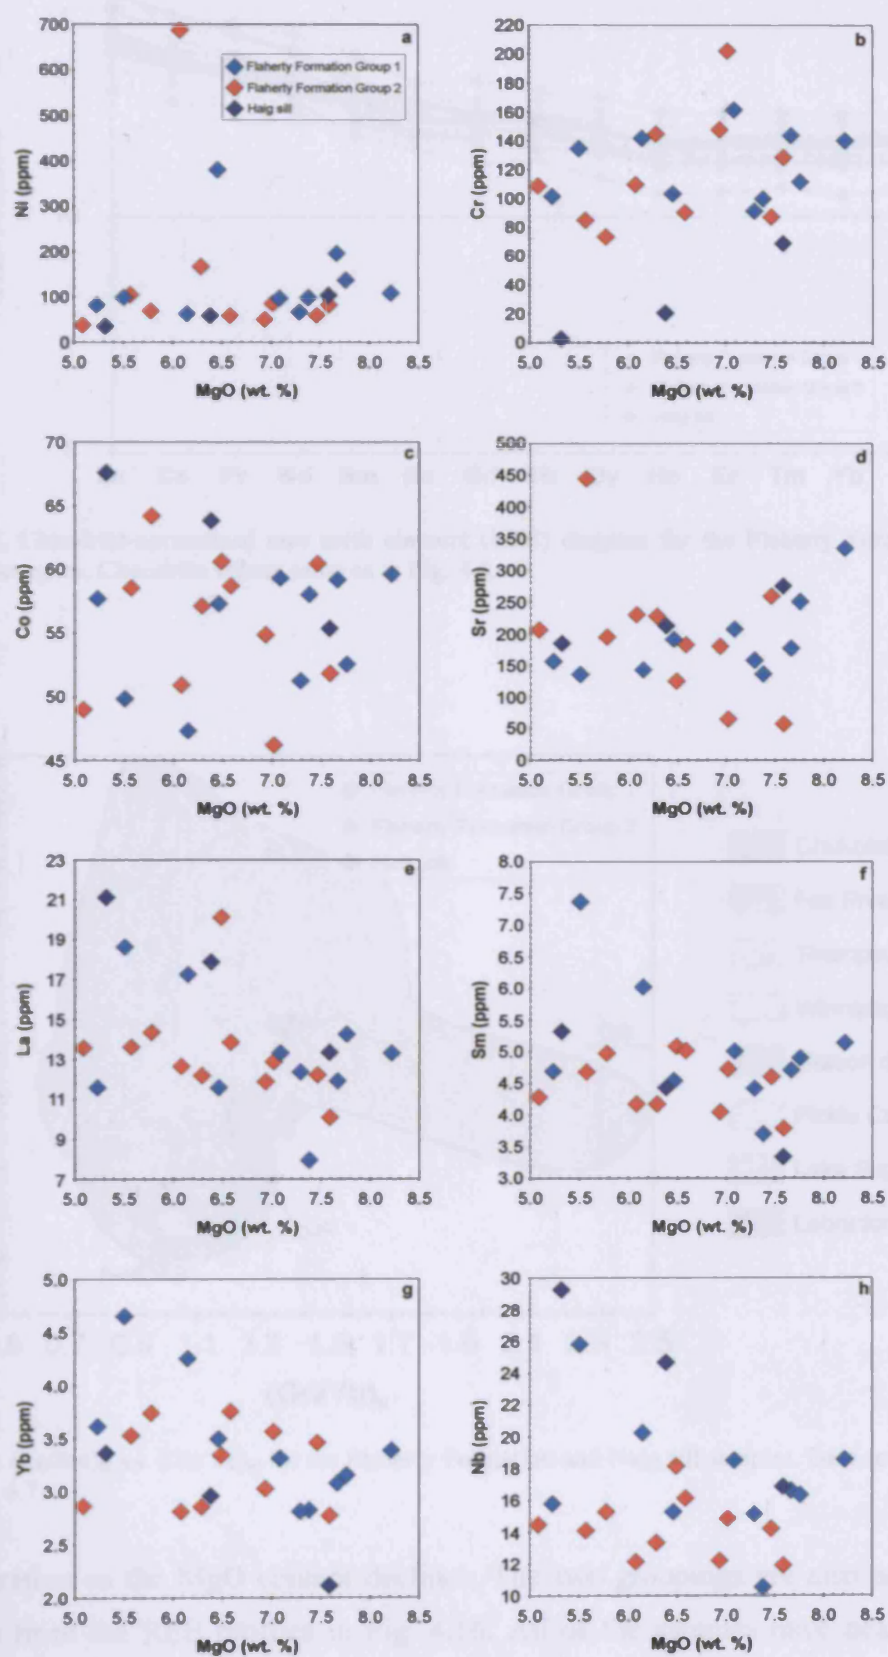 a
700
600
500
400
300
200
100
0
Ni (ppm)
Flaherty Formation Group 1
Flaherty Formation Group 2
Haig sill
5.0 5.5 6.0 6.5 7.0 7.5 8.0 8.5
MgO (wt. %)
b
220
200
180
160
140
120
100
80
60
40
20
0
Cr (ppm)
5.0 5.5 6.0 6.5 7.0 7.5 8.0 8.5
MgO (wt. %)
c
70
65
60
55
50
45
Co (ppm)
5.0 5.5 6.0 6.5 7.0 7.5 8.0 8.5
MgO (wt. %)
d
500
450
400
350
300
250
200
150
100
50
0
Sr (ppm)
5.0 5.5 6.0 6.5 7.0 7.5 8.0 8.5
MgO (wt. %)
e
23
21
19
17
15
13
11
9
7
La (ppm)
5.0 5.5 6.0 6.5 7.0 7.5 8.0 8.5
MgO (wt. %)
f
8.0
7.5
7.0
6.5
6.0
5.5
5.0
4.5
4.0
3.5
3.0
Sm (ppm)
5.0 5.5 6.0 6.5 7.0 7.5 8.0 8.5
MgO (wt. %)
g
5.0
4.5
4.0
3.5
3.0
2.5
2.0
Yb (ppm)
5.0 5.5 6.0 6.5 7.0 7.5 8.0 8.5
MgO (wt. %)
h
30
28
26
24
22
20
18
16
14
12
10
Nb (ppm)
5.0 5.5 6.0 6.5 7.0 7.5 8.0 8.5
MgO (wt. %)